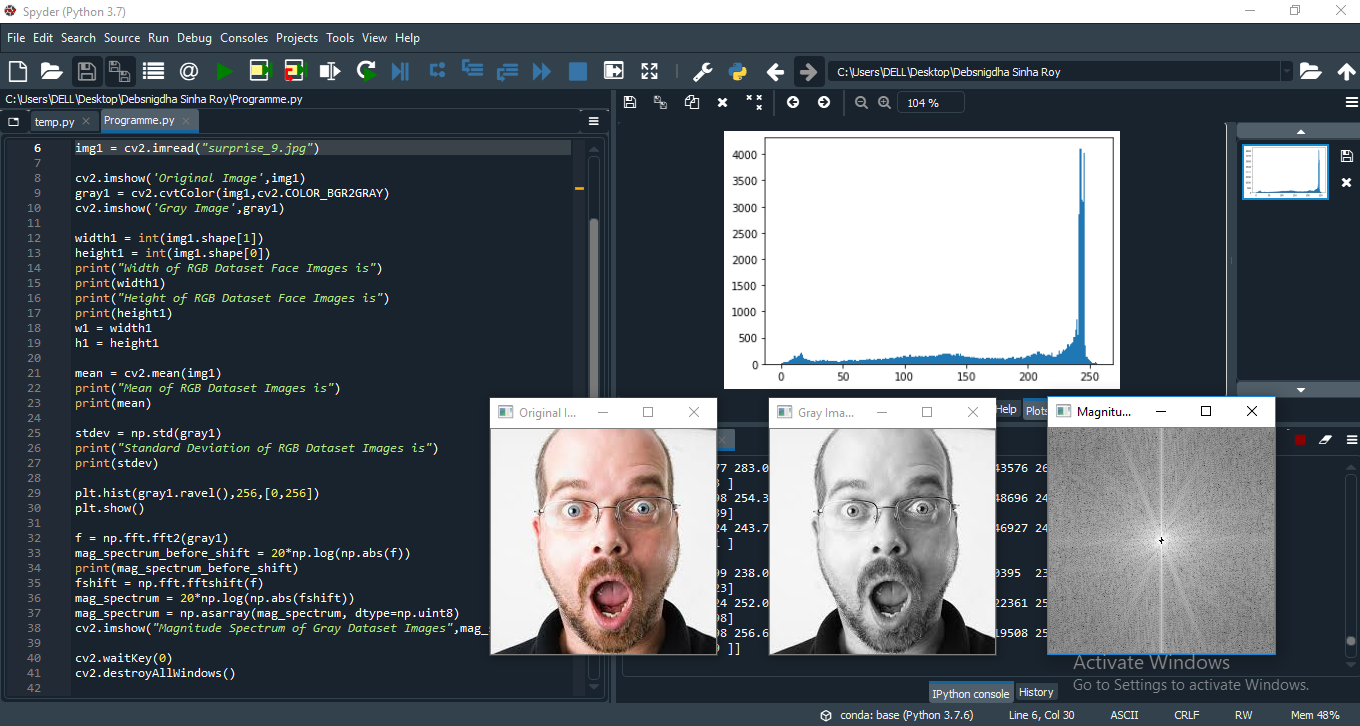 Spyder (Python 3.7)
File Edit Search Source Run Debug Consoles Projects Tools View Help
C:\Users\DELL\Desktop\Debsnigdha Sinha Roy
C:\Users\DELL\Desktop\Debsnigdha Sinha Roy\Programme.py
temp.py
Programme.py
104 %
6 img1 = cv2.imread("surprise_9.jpg")
7
8 cv2.imshow('Original Image',img1)
9 gray1 = cv2.cvtColor(img1,cv2.COLOR_BGR2GRAY)
10 cv2.imshow('Gray Image',gray1)
11
12 width1 = int(img1.shape[1])
13 height1 = int(img1.shape[0])
14 print("Width of RGB Dataset Face Images is")
15 print(width1)
16 print("Height of RGB Dataset Face Images is")
17 print(height1)
18 w1 = width1
19 h1 = height1
20
21 mean = cv2.mean(img1)
22 print("Mean of RGB Dataset Images is")
23 print(mean)
24
25 stdev = np.std(gray1)
26 print("Standard Deviation of RGB Dataset Images is")
27 print(stdev)
28
29 plt.hist(gray1.ravel(),256,[0,256])
30 plt.show()
31
32 f = np.fft.fft2(gray1)
33 mag_spectrum_before_shift = 20*np.log(np.abs(f))
34 print(mag_spectrum_before_shift)
35 fshift = np.fft.fftshift(f)
36 mag_spectrum = 20*np.log(np.abs(fshift))
37 mag_spectrum = np.asarray(mag_spectrum, dtype=np.uint8)
38 cv2.imshow("Magnitude Spectrum of Gray Dataset Images",mag_
39
40 cv2.waitKey(0)
41 cv2.destroyAllWindows()
42
4000
3500
3000
2500
2000
1500
1000
500
0
0 50 100 150 200 250
Help Plots
Original I...
Gray Ima...
Magnitu...
77 283.0
43576 26
]
98 254.3
48696 24
39]
24 243.7
46927 24
]
99 238.0
0395 23
23]
24 252.0
22361 25
98]
98 256.6
19508 25
]]
Activate Windows
Go to Settings to activate Windows.
IPython console History
conda: base (Python 3.7.6) Line 6, Col 30 ASCII CRLF RW Mem 48%